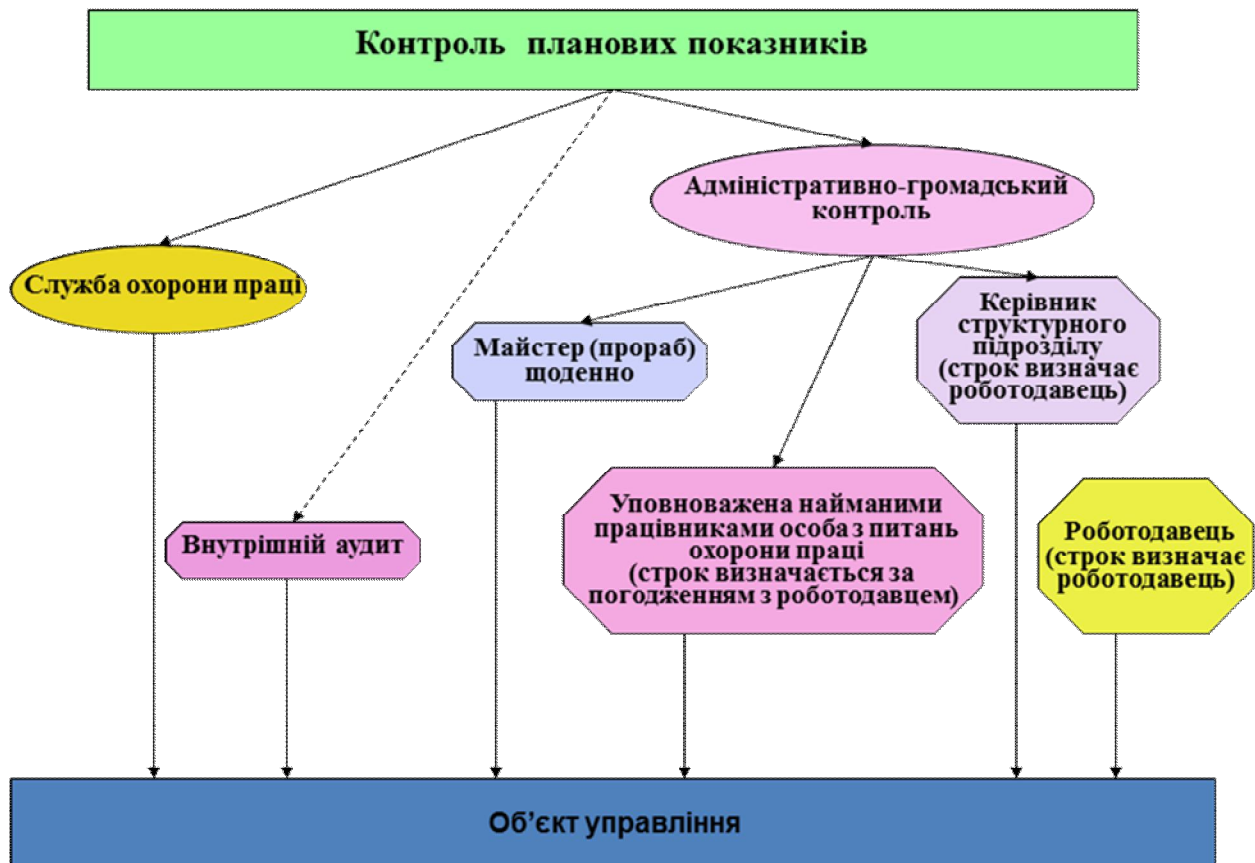 Контроль планових показників
Адміністративно-громадський
контроль
Служба охорони праці
Майстер (прораб)
щоденно
Керівник
структурного
підрозділу
(строк визначає
роботодавець)
Внутрішній аудит
Уповноважена найманими
працівниками особа з питань
охорони праці
(строк визначається за
погодженням з роботодавцем)
Роботодавець
(строк визначає
роботодавець)
Об’єкт управління